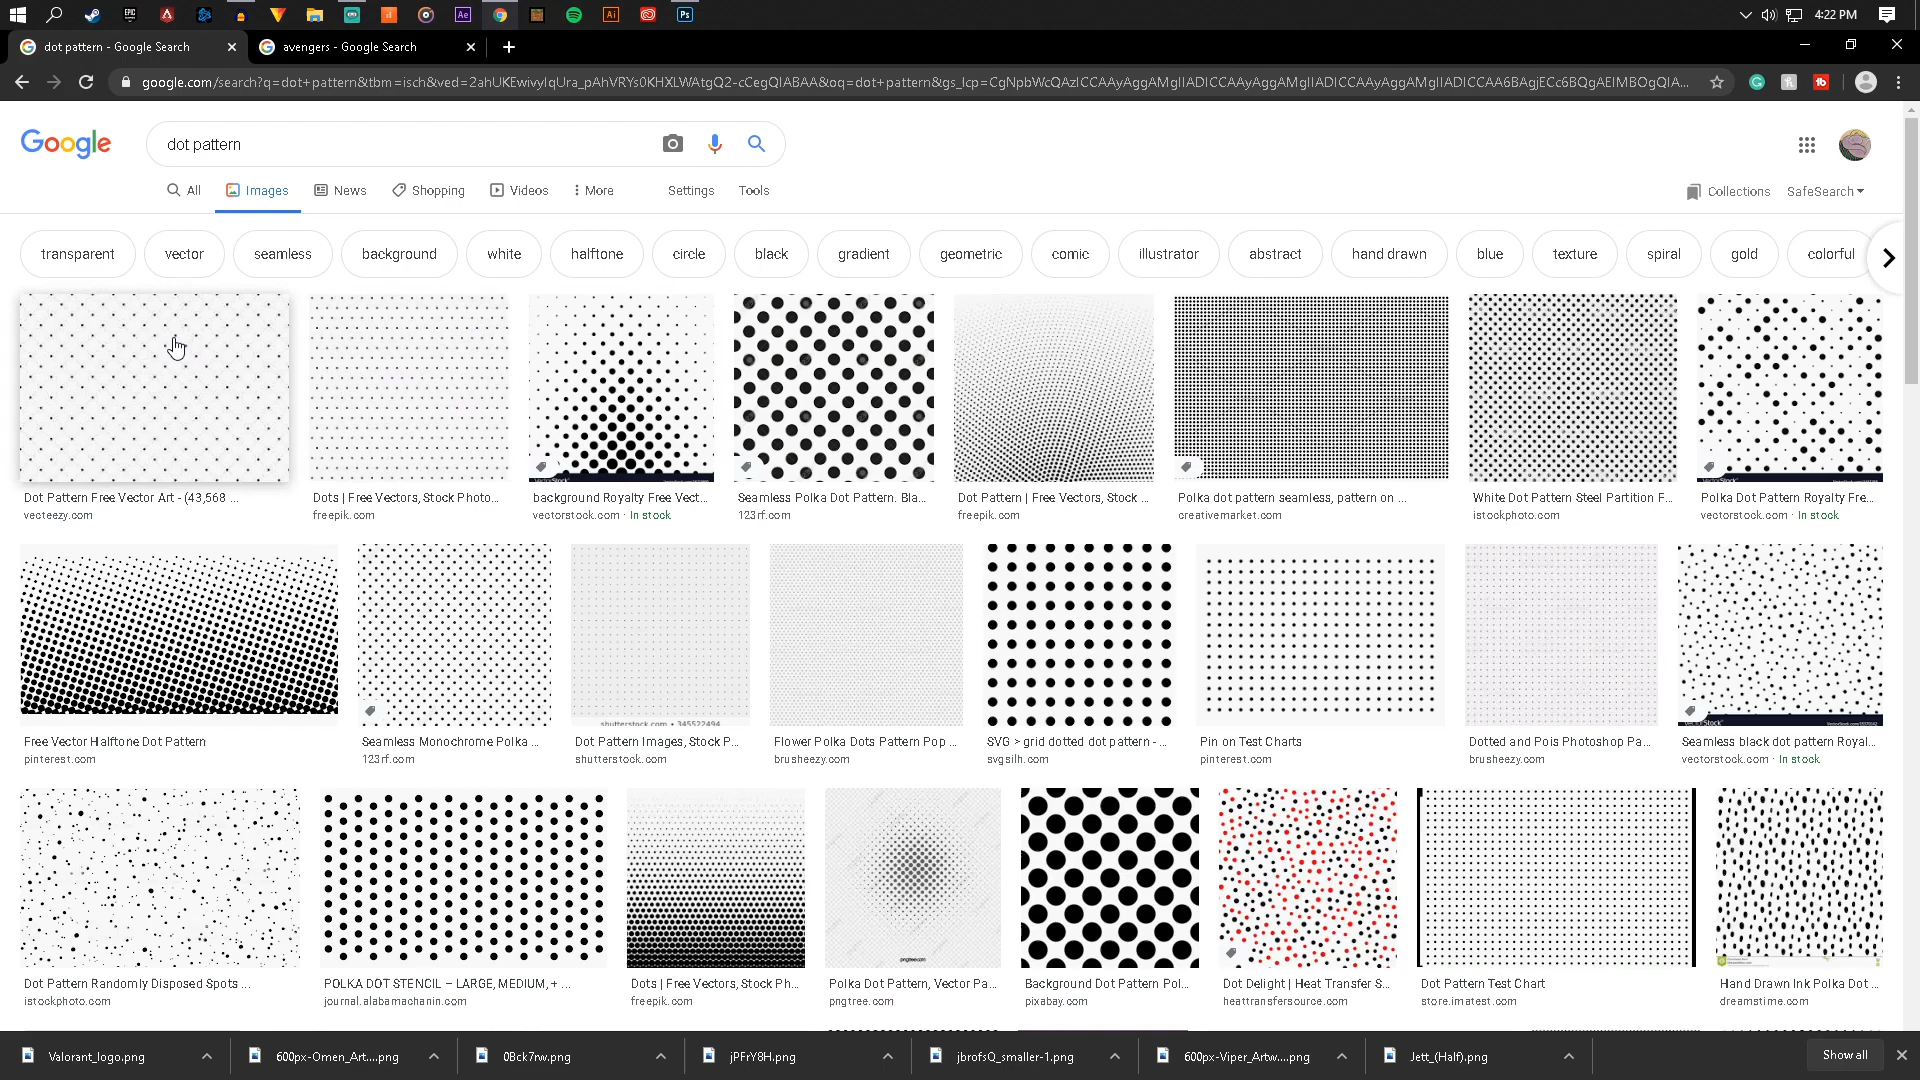 4:22 PM
dot pattern - Google Search
avengers - Google Search
google.com/search?q=dot+pattern&tbm=isch&ved=2ahUKEwivyIqUra_pAhVRYs0KHXLWAtgQ2-cCegQIABAA&oq=dot+pattern&gs_lcp=CgNpbWcQAzICCAAyAggAMgIIADICCAAyAggAMgIIADICCAAyAggAMgIIADICCAA6BAgjECc6BQgAEIMBOgQIA...
Google
dot pattern
All Images News Shopping Videos More Settings Tools
Collections SafeSearch
transparent vector seamless background white halftone circle black gradient geometric comic illustrator abstract hand drawn blue texture spiral gold colorful
Dot Pattern Free Vector Art - (43,568 ...
vecteezy.com
Dots | Free Vectors, Stock Photo...
freepik.com
background Royalty Free Vect...
vectorstock.com · In stock
Seamless Polka Dot Pattern. Bla...
123rf.com
Dot Pattern | Free Vectors, Stock ...
freepik.com
Polka dot pattern seamless, pattern on ...
creativemarket.com
White Dot Pattern Steel Partition F...
istockphoto.com
Polka Dot Pattern Royalty Fre...
vectorstock.com · In stock
shutterstock.com • 345522494
Free Vector Halftone Dot Pattern
pinterest.com
Seamless Monochrome Polka ...
123rf.com
Dot Pattern Images, Stock P...
shutterstock.com
Flower Polka Dots Pattern Pop ...
brusheezy.com
SVG > grid dotted dot pattern - ...
svgsilh.com
Pin on Test Charts
pinterest.com
Dotted and Pois Photoshop Pa...
brusheezy.com
Seamless black dot pattern Royal...
vectorstock.com · In stock
pngtree.com
Dot Pattern Randomly Disposed Spots ...
istockphoto.com
POLKA DOT STENCIL – LARGE, MEDIUM, + ...
journal.alabamachanin.com
Dots | Free Vectors, Stock Ph...
freepik.com
Polka Dot Pattern, Vector Pa...
pngtree.com
Background Dot Pattern Pol...
pixabay.com
Dot Delight | Heat Transfer S...
heattransfersource.com
Dot Pattern Test Chart
store.imatest.com
Hand Drawn Ink Polka Dot ...
dreamstime.com
Valorant_logo.png
600px-Omen_Art....png
0Bck7rw.png
jPFrY8H.png
jbrofsQ_smaller-1.png
600px-Viper_Artw....png
Jett_(Half).png
Show all